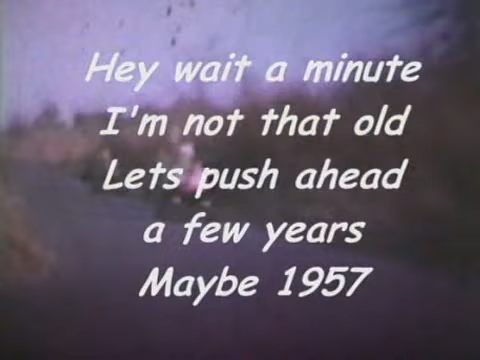 Hey wait a minute
I'm not that old
Lets push ahead
a few years
Maybe 1957